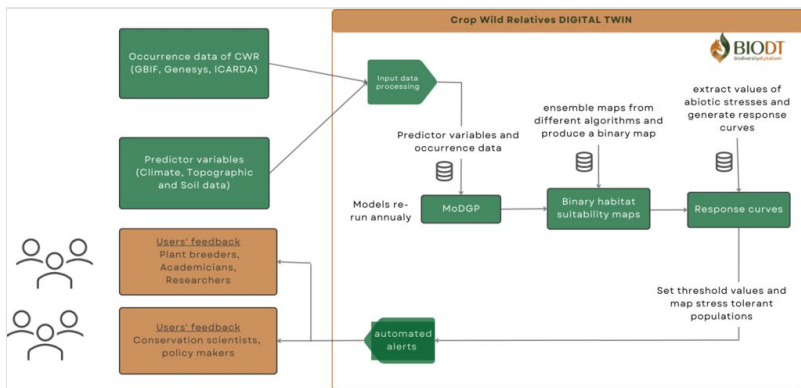 Crop Wild Relatives DIGITAL TWIN
BIODT
biodiversitydigitaltwin
Occurrence data of CWR
(GBIF, Genesys, ICARDA)
Input data
processing
Predictor variables
(Climate, Topographic
and Soil data)
Predictor variables and
occurrence data
ensemble maps from
different algorithms and
produce a binary map
extract values of
abiotic stresses and
generate response
curves
Models re-
run annualy
MoDGP
Binary habitat
suitability maps
Response curves
Users' feedback
Plant breeders,
Academicians,
Researchers
Set threshold values and
map stress tolerant
populations
Users' feedback
Conservation scientists,
policy makers
automated
alerts